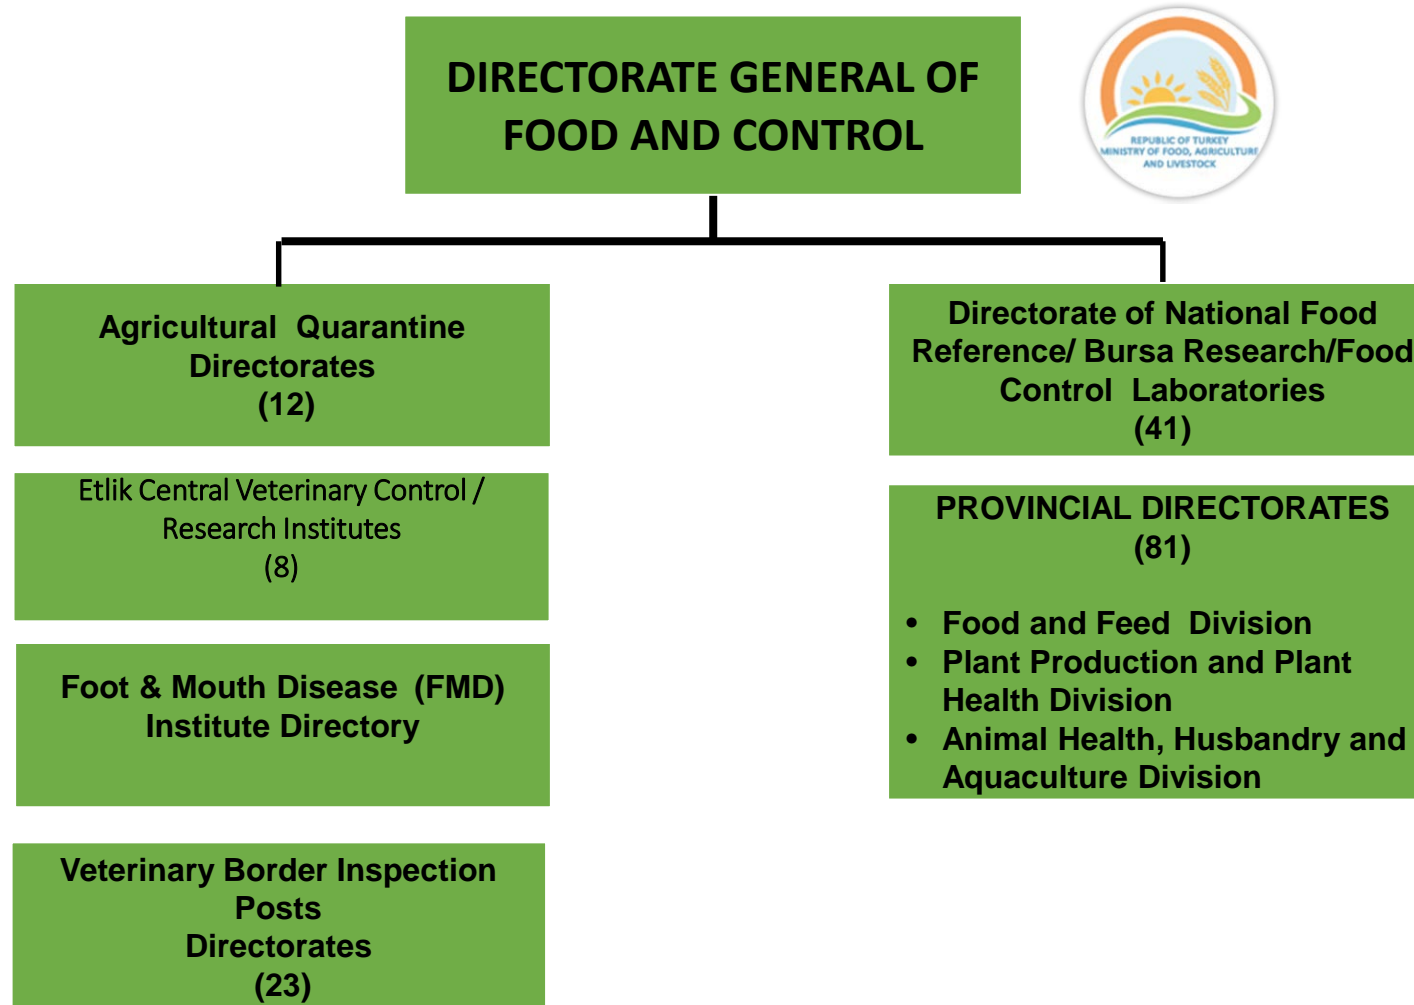 DIRECTORATE GENERAL OF
FOOD AND CONTROL
REPUBLIC OF TURKEY
MINISTRY OF FOOD, AGRICULTURE
AND LIVESTOCK
Agricultural Quarantine
Directorates
(12)
Etlik Central Veterinary Control /
Research Institutes
(8)
Foot & Mouth Disease (FMD)
Institute Directory
Veterinary Border Inspection
Posts
Directorates
(23)
Directorate of National Food
Reference/ Bursa Research/Food
Control Laboratories
(41)
PROVINCIAL DIRECTORATES
(81)
• Food and Feed Division
• Plant Production and Plant
Health Division
• Animal Health, Husbandry and
Aquaculture Division